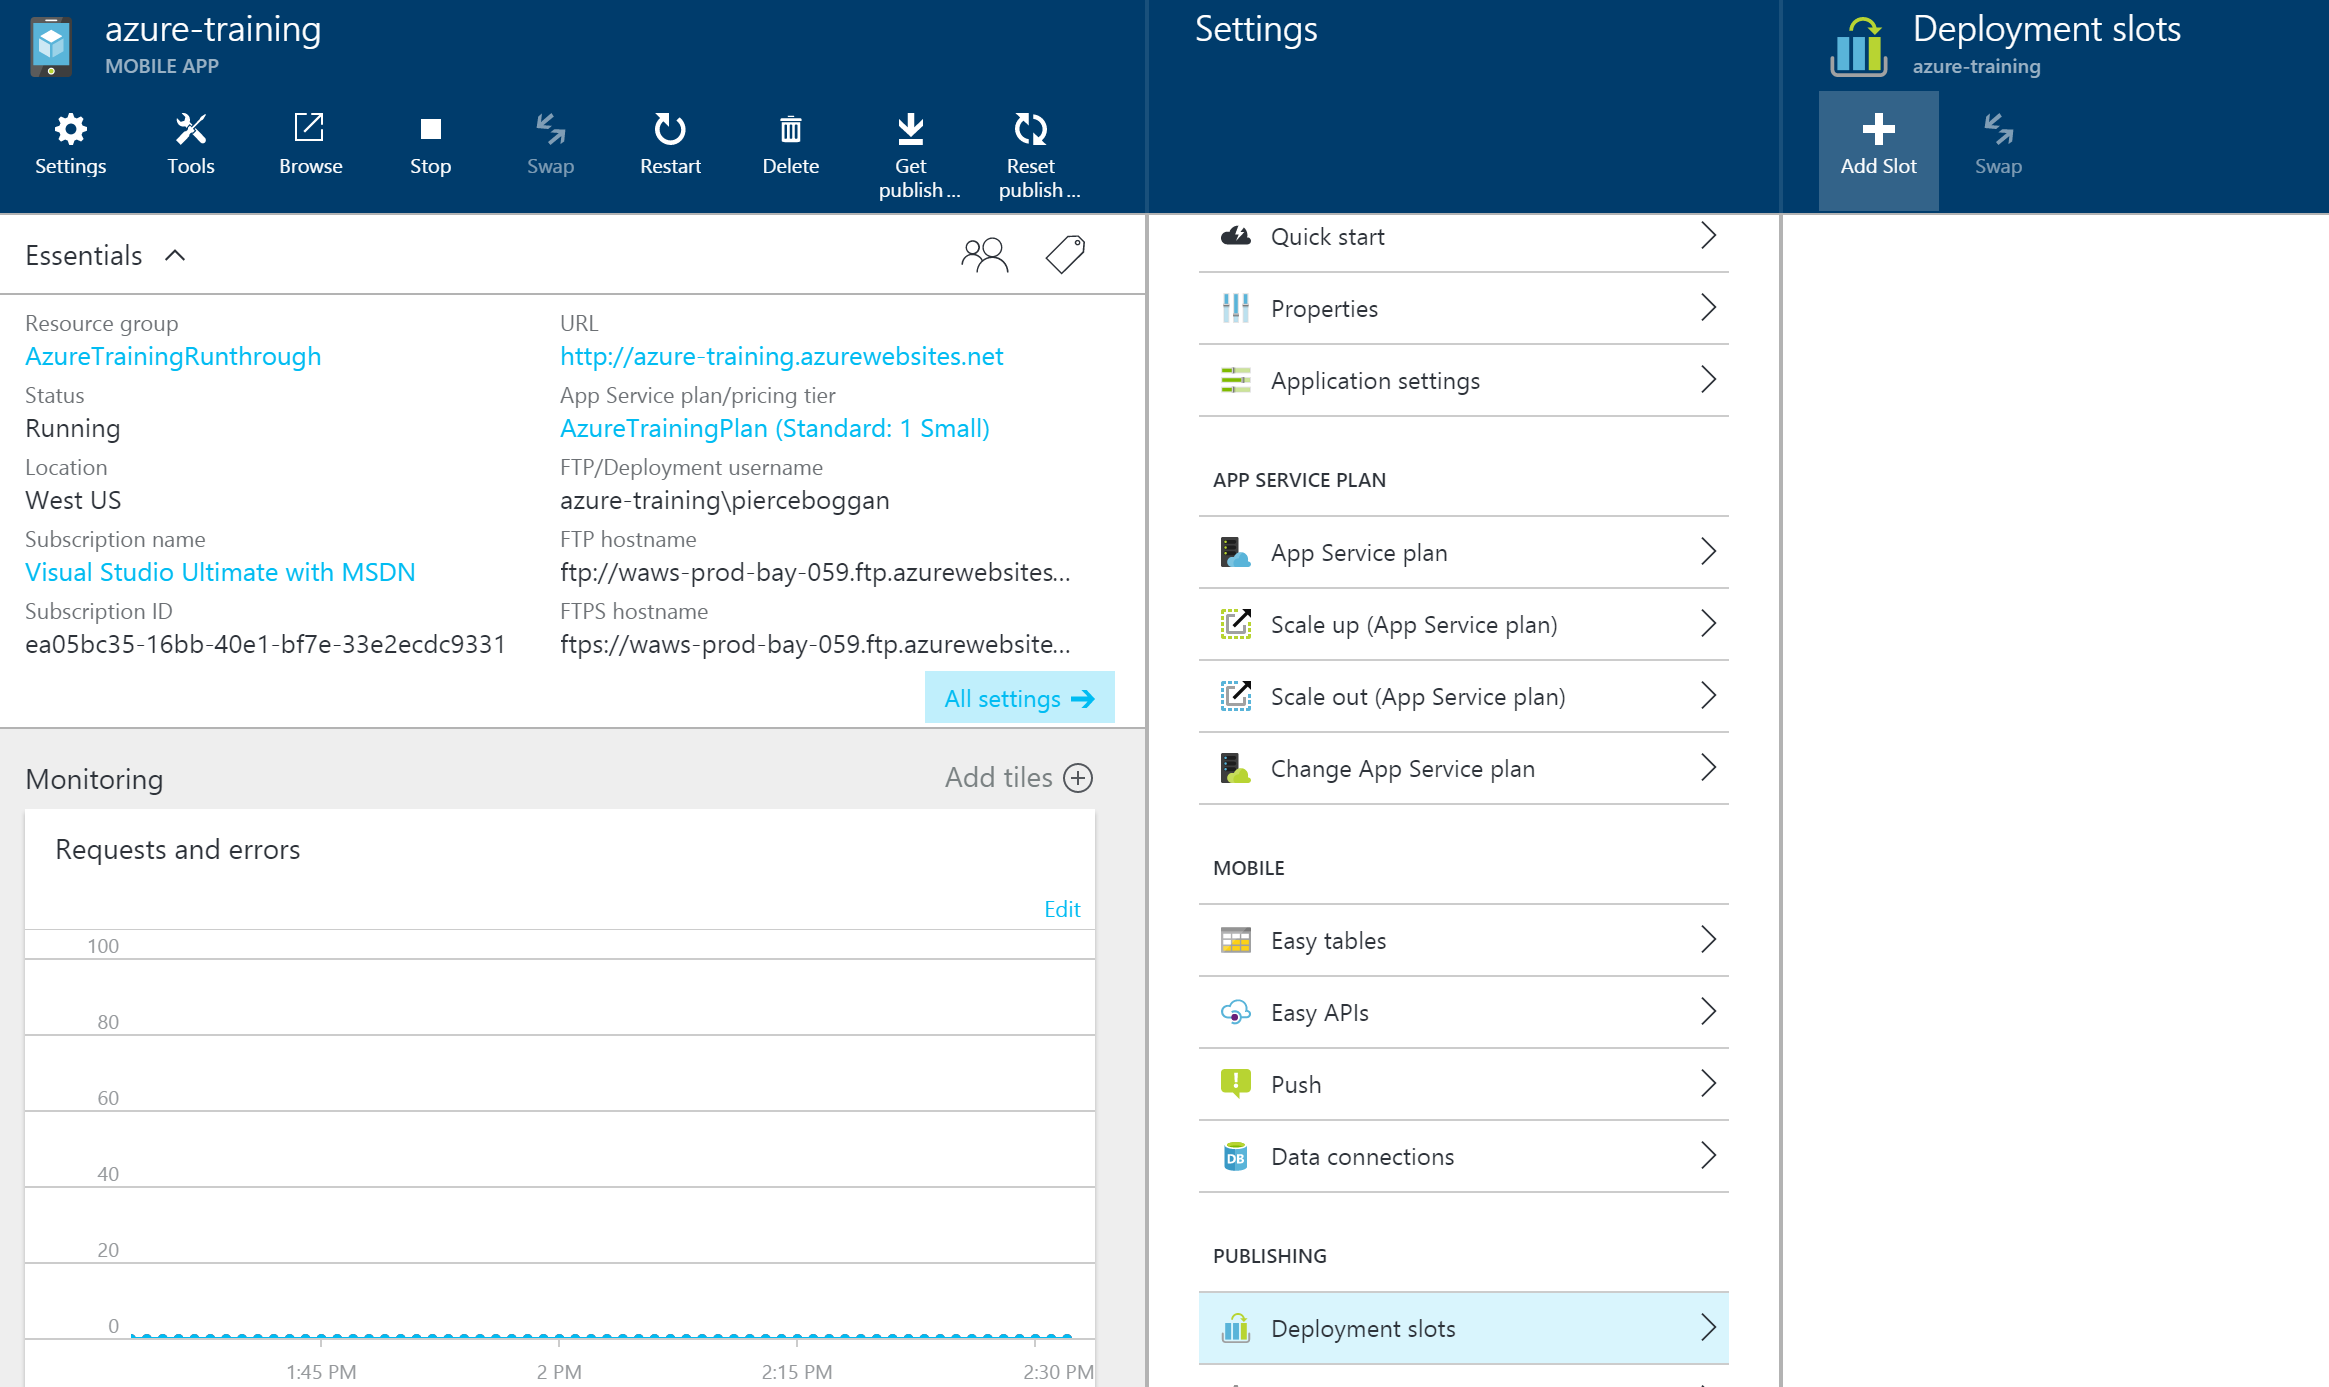 azure-training
MOBILE APP
Settings
Tools
Browse
Stop
Swap
Restart
Delete
Get
publish ...
Reset
publish ...
Essentials
Resource group
AzureTrainingRunthrough
Status
Running
Location
West US
Subscription name
Visual Studio Ultimate with MSDN
Subscription ID
ea05bc35-16bb-40e1-bf7e-33e2ecdc9331
URL
http://azure-training.azurewebsites.net
App Service plan/pricing tier
AzureTrainingPlan (Standard: 1 Small)
FTP/Deployment username
azure-training\pierceboggan
FTP hostname
ftp://waws-prod-bay-059.ftp.azurewebsites...
FTPS hostname
ftps://waws-prod-bay-059.ftp.azurewebsite...
All settings
Monitoring
Add tiles
Requests and errors
Edit
100
80
60
40
20
0
1:45 PM
2 PM
2:15 PM
2:30 PM
Settings
Quick start
Properties
Application settings
APP SERVICE PLAN
App Service plan
Scale up (App Service plan)
Scale out (App Service plan)
Change App Service plan
MOBILE
Easy tables
Easy APIs
Push
DB
Data connections
PUBLISHING
Deployment slots
Deployment slots
azure-training
Add Slot
Swap